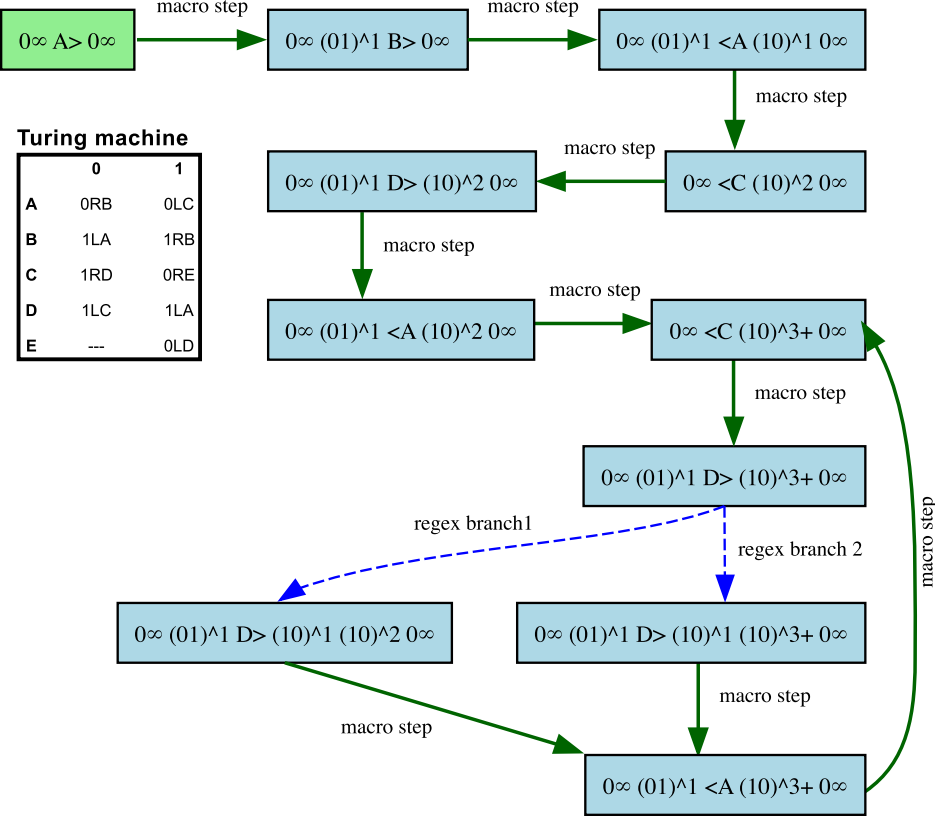 macro step
macro step
0∞ A> 0∞
0∞ (01)^1 B> 0∞
0∞ (01)^1 <A (10)^1 0∞
macro step
Turing machine
0 1
A 0RB 0LC
B 1LA 1RB
C 1RD 0RE
D 1LC 1LA
E --- 0LD
macro step
0∞ (01)^1 D> (10)^2 0∞
0∞ <C (10)^2 0∞
macro step
macro step
0∞ (01)^1 <A (10)^2 0∞
0∞ <C (10)^3+ 0∞
macro step
0∞ (01)^1 D> (10)^3+ 0∞
regex branch1
regex branch 2
macro step
0∞ (01)^1 D> (10)^1 (10)^2 0∞
0∞ (01)^1 D> (10)^1 (10)^3+ 0∞
macro step
macro step
0∞ (01)^1 <A (10)^3+ 0∞